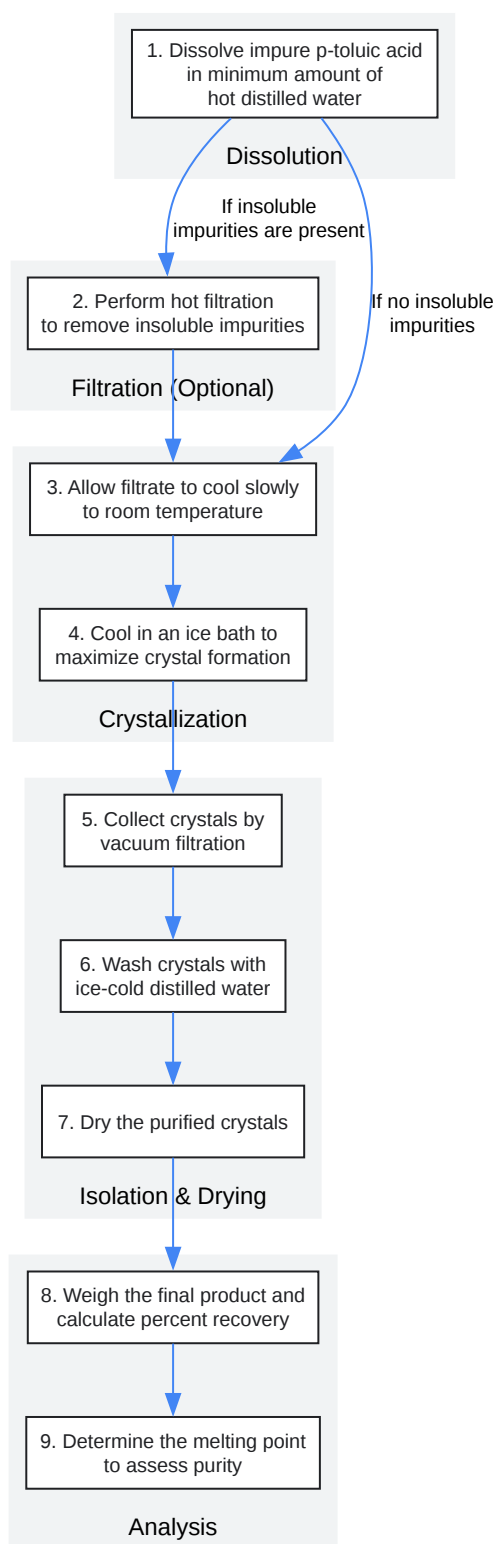 1. Dissolve impure p-toluic acid
in minimum amount of
hot distilled water
Dissolution
If insoluble
impurities are present
If no insoluble
impurities
2. Perform hot filtration
to remove insoluble impurities
Filtration (Optional)
3. Allow filtrate to cool slowly
to room temperature
4. Cool in an ice bath to
maximize crystal formation
Crystallization
5. Collect crystals by
vacuum filtration
6. Wash crystals with
ice-cold distilled water
7. Dry the purified crystals
Isolation & Drying
8. Weigh the final product and
calculate percent recovery
9. Determine the melting point
to assess purity
Analysis